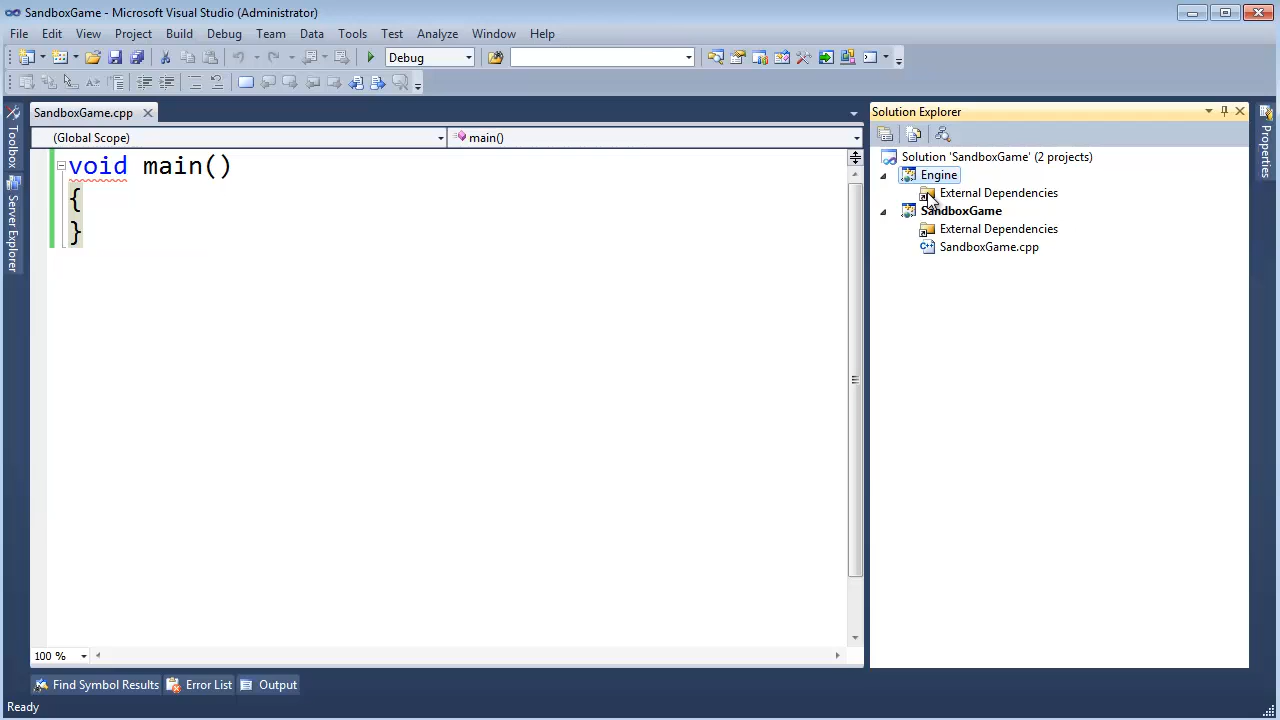 SandboxGame - Microsoft Visual Studio (Administrator)
File Edit View Project Build Debug Team Data Tools Test Analyze Window Help
Debug
SandboxGame.cpp
(Global Scope)
main()
void main()
{
}
100 %
Toolbox
Server Explorer
Solution Explorer
Solution 'SandboxGame' (2 projects)
Engine
External Dependencies
SandboxGame
External Dependencies
SandboxGame.cpp
Properties
Find Symbol Results Error List Output
Ready